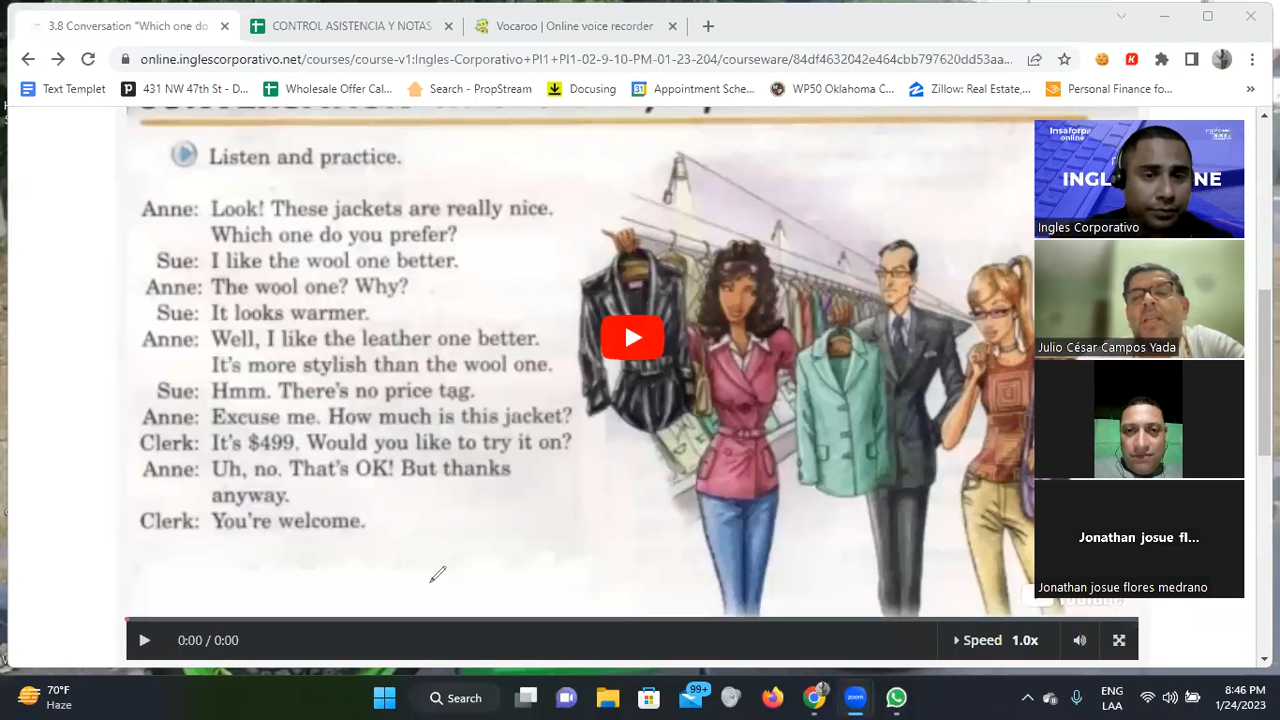 3.8 Conversation "Which one do
CONTROL ASISTENCIA Y NOTAS
Vocaroo | Online voice recorder
online.inglescorporativo.net/courses/course-v1:Ingles-Corporativo+PI1+PI1-02-9-10-PM-01-23-204/courseware/84df4632042e464cbb797620dd53aa...
Text Templet
431 NW 47th St - D...
Wholesale Offer Cal...
Search - PropStream
Docusing
Appointment Sche...
WP50 Oklahoma C...
Zillow: Real Estate,...
Personal Finance fo...
»
Listen and practice.
Anne: Look! These jackets are really nice.
Which one do you prefer?
Sue: I like the wool one better.
Anne: The wool one? Why?
Sue: It looks warmer.
Anne: Well, I like the leather one better.
It's more stylish than the wool one.
Sue: Hmm. There's no price tag.
Anne: Excuse me. How much is this jacket?
Clerk: It's $499. Would you like to try it on?
Anne: Uh, no. That's OK! But thanks
anyway.
Clerk: You're welcome.
Insaforp
online
INGL NE
Ingles Corporativo
Julio César Campos Yada
Jonathan josue fl...
Jonathan josue flores medrano
0:00 / 0:00
Speed 1.0x
70°F
Haze
Search
99+
zoom
ENG
LAA
8:46 PM
1/24/2023